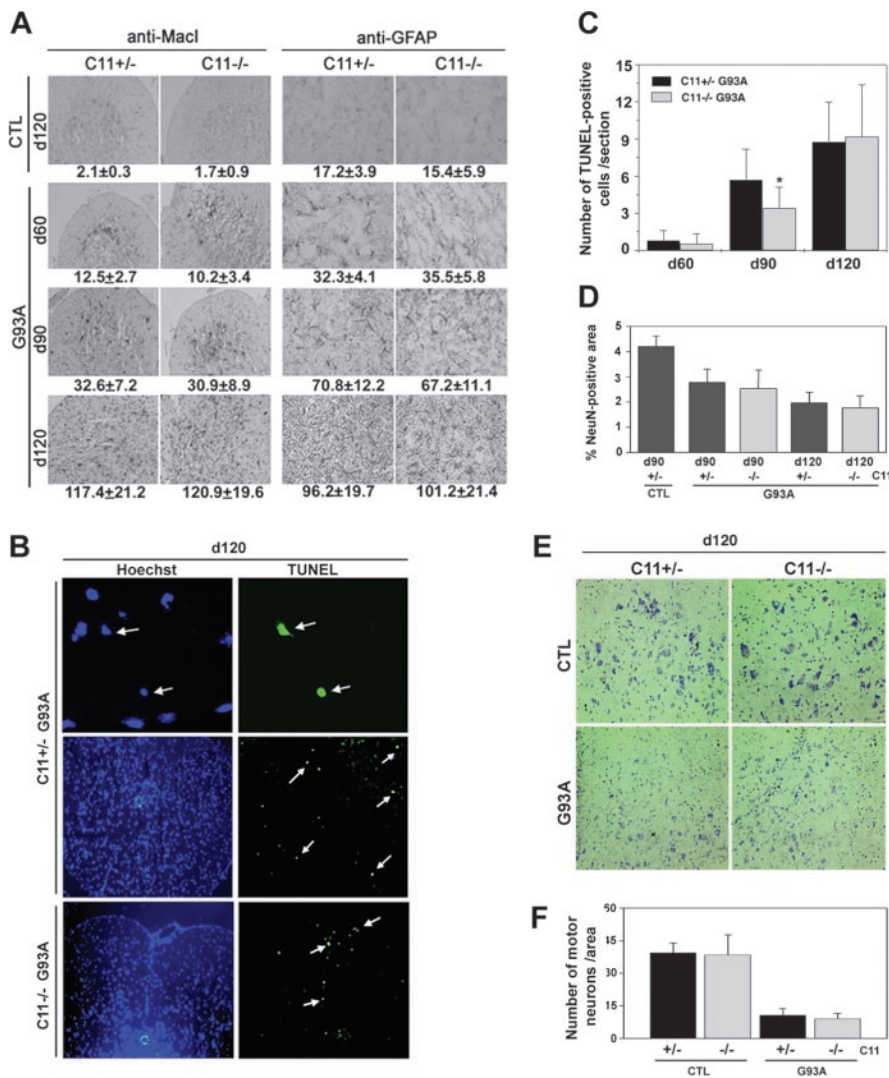 A
anti-MacI anti-GFAP
C11+/- C11-/- C11+/- C11-/-
CTL
d120
2.1±0.3 1.7±0.9 17.2±3.9 15.4±5.9
G93A
d60
12.5±2.7 10.2±3.4 32.3±4.1 35.5±5.8
d90
32.6±7.2 30.9±8.9 70.8±12.2 67.2±11.1
d120
117.4±21.2 120.9±19.6 96.2±19.7 101.2±21.4
B
d120
Hoechst TUNEL
C11+/- G93A
C11-/- G93A
C
Number of TUNEL-positive
cells /section
15
12
9
6
3
0
C11+/- G93A
C11-/- G93A
*
d60 d90 d120
D
% NeuN-positive area
5
4
3
2
1
0
d90 d90 d90 d120 d120
+/- +/- -/- +/- -/- C11
CTL G93A
E
d120
C11+/- C11-/-
CTL
G93A
F
Number of motor
neurons /area
60
45
30
15
0
+/- -/- +/- -/- C11
CTL G93A